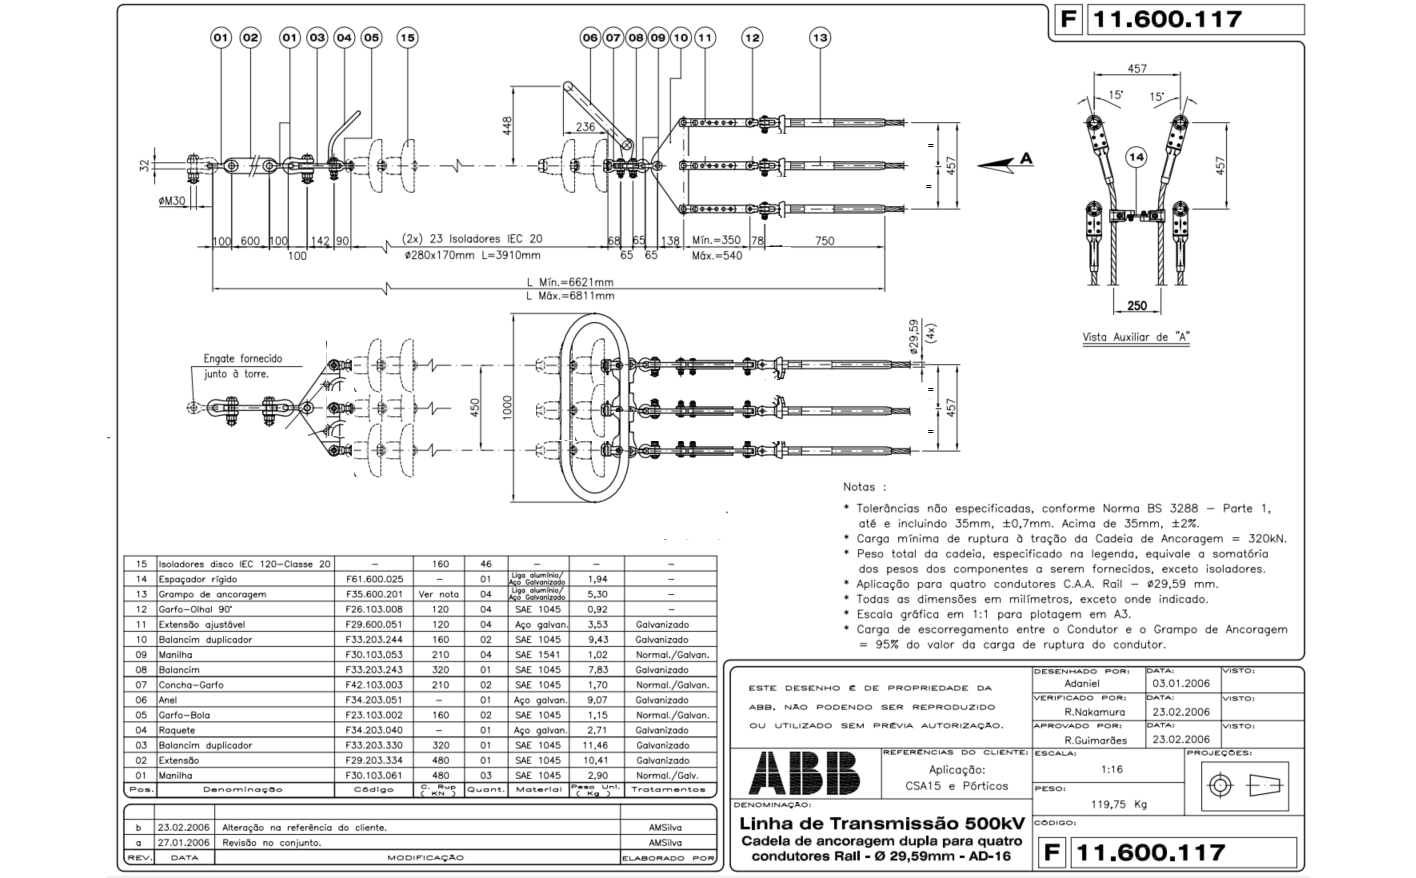 F 11.600.117
01 02 01 03 04 05 15 06 07 08 09 10 11 12 13
457
15° 15°
448
236
32
øM30
457
=
=
A
14
457
100 600 100 142 90 (2x) 23 Isoladores IEC 20 68 65 138 Mín.=350 78 750
100 ø280x170mm L=3910mm 65 65 Máx.=540
L Mín.=6621mm
L Máx.=6811mm
250
Vista Auxiliar de "A"
Engate fornecido
junto à torre.
450
1000
ø29,59
(4x)
=
=
457
Notas :
* Tolerâncias não especificadas, conforme Norma BS 3288 – Parte 1,
até e incluindo 35mm, ±0,7mm. Acima de 35mm, ±2%.
* Carga mínima de ruptura à tração da Cadeia de Ancoragem = 320kN.
* Peso total da cadeia, especificado na legenda, equivale a somatória
dos pesos dos componentes a serem fornecidos, exceto isoladores.
* Aplicação para quatro condutores C.A.A. Rail – ø29,59 mm.
* Todas as dimensões em milímetros, exceto onde indicado.
* Escala gráfica em 1:1 para plotagem em A3.
* Carga de escorregamento entre o Condutor e o Grampo de Ancoragem
= 95% do valor da carga de ruptura do condutor.
15 Isoladores disco IEC 120–Classe 20 – 160 46 – – –
14 Espaçador rígido F61.600.025 – 01 Liga alumínio/ Aço Galvanizado 1,94 –
13 Grampo de ancoragem F35.600.201 Ver nota 04 Liga alumínio/ Aço Galvanizado 5,30 –
12 Garfo–Olhal 90° F26.103.008 120 04 SAE 1045 0,92 –
11 Extensão ajustável F29.600.051 120 04 Aço galvan. 3,53 Galvanizado
10 Balancim duplicador F33.203.244 160 02 SAE 1045 9,43 Galvanizado
09 Manilha F30.103.053 210 04 SAE 1541 1,02 Normal./Galvan.
08 Balancim F33.203.243 320 01 SAE 1045 7,83 Galvanizado
07 Concha–Garfo F42.103.003 210 02 SAE 1045 1,70 Normal./Galvan.
06 Anel F34.203.051 – 01 Aço galvan. 9,07 Galvanizado
05 Garfo–Bola F23.103.002 160 02 SAE 1045 1,15 Normal./Galvan.
04 Raquete F34.203.040 – 01 Aço galvan. 2,71 Galvanizado
03 Balancim duplicador F33.203.330 320 01 SAE 1045 11,46 Galvanizado
02 Extensão F29.203.334 480 01 SAE 1045 10,41 Galvanizado
01 Manilha F30.103.061 480 03 SAE 1045 2,90 Normal./Galv.
Pos. Denominação Código C. Rup ( KN ) Quant. Material Peso Uni. ( Kg ) Tratamentos
b 23.02.2006 Alteração na referência do cliente. AMSilva
a 27.01.2006 Revisão no conjunto. AMSilva
REV. DATA MODIFICAÇÃO ELABORADO POR
ESTE DESENHO É DE PROPRIEDADE DA
ABB, NÃO PODENDO SER REPRODUZIDO
OU UTILIZADO SEM PRÉVIA AUTORIZAÇÃO.
DESENHADO POR: DATA: VISTO:
Adaniel 03.01.2006
VERIFICADO POR: DATA: VISTO:
R.Nakamura 23.02.2006
APROVADO POR: DATA: VISTO:
R.Guimarães 23.02.2006
ABB
REFERÊNCIAS DO CLIENTE:
Aplicação:
CSA15 e Pórticos
ESCALA:
1:16
PROJEÇÕES:
PESO:
119,75 Kg
DENOMINAÇÃO:
Linha de Transmissão 500kV
Cadeia de ancoragem dupla para quatro
condutores Rail - Ø 29,59mm - AD-16
CÓDIGO:
F 11.600.117